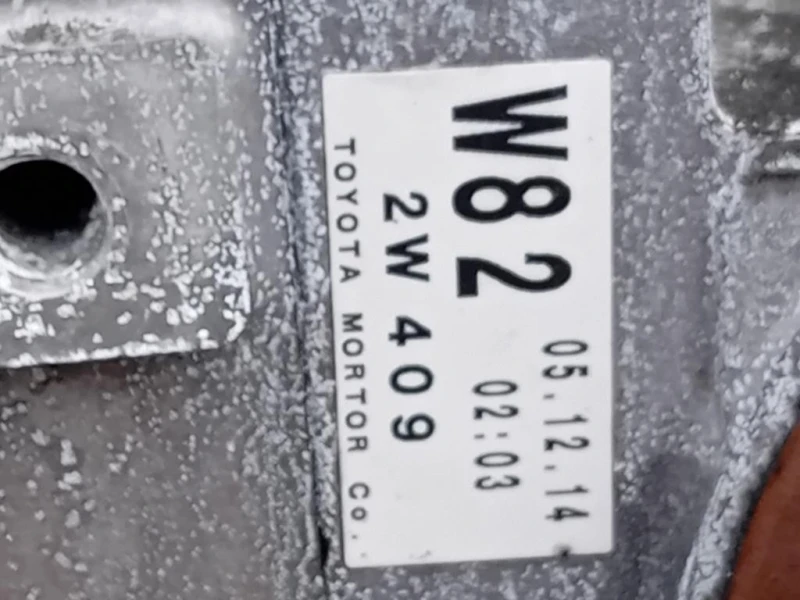 W82 05.12.14
02:03
2W409
TOYOTA MORTOR Co.